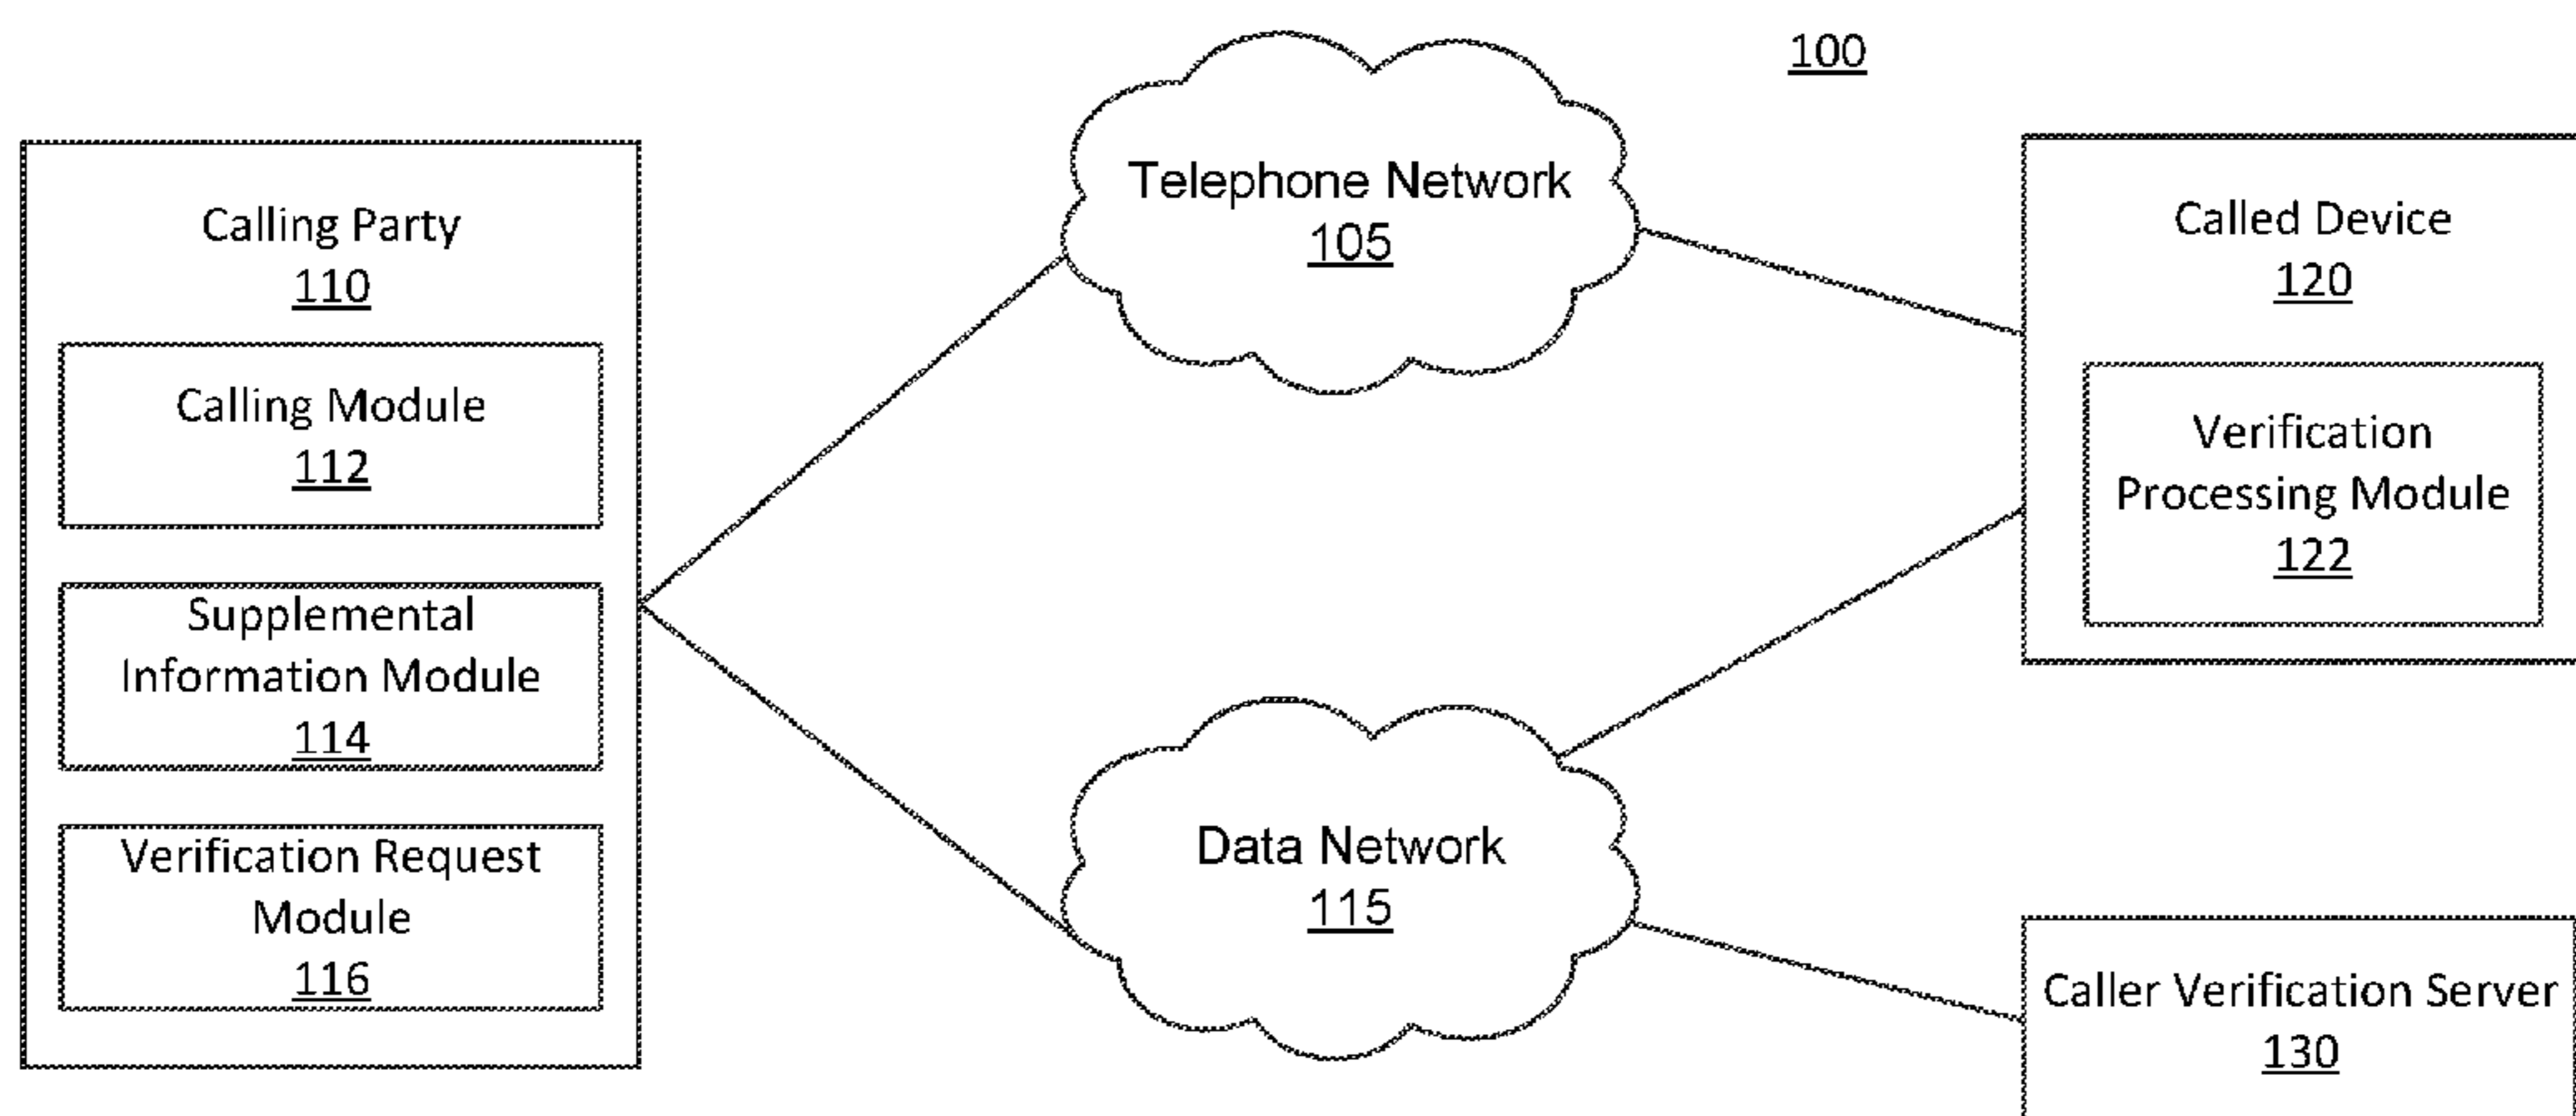 100
Telephone Network
105
Calling Party
110
Calling Module
112
Supplemental
Information Module
114
Verification Request
Module
116
Called Device
120
Verification
Processing Module
122
Data Network
115
Caller Verification Server
130